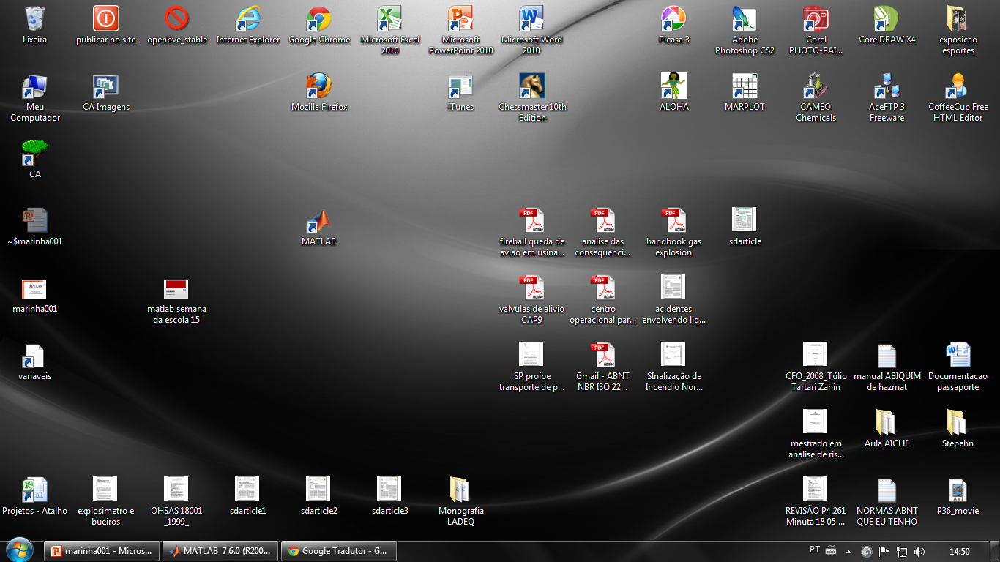 Lixeira
publicar no site
openbve_stable
Internet Explorer
Google Chrome
Microsoft Excel
2010
Microsoft
PowerPoint 2010
Microsoft Word
2010
Picasa 3
Adobe
Photoshop CS2
Corel
PHOTO-PAI...
CorelDRAW X4
exposicao
esportes
Meu
Computador
CA Imagens
Mozilla Firefox
iTunes
Chessmaster 10th
Edition
ALOHA
MARPLOT
CAMEO
Chemicals
AceFTP 3
Freeware
CoffeeCup Free
HTML Editor
CA
~$marinha001
MATLAB
fireball queda de
aviao em usina...
analise das
consequenci...
handbook gas
explosion
sdarticle
marinha001
matlab semana
da escola 15
valvulas de alivio
CAP9
centro
operacional par...
acidentes
envolvendo liq...
variaveis
SP proíbe
transporte de p...
Gmail - ABNT
NBR ISO 22...
SInalização de
Incendio Nor...
CFO_2008_Túlio
Tartari Zanin
manual ABIQUIM
de hazmat
Documentacao
passaporte
mestrado em
analise de ris...
Aula AICHE
Stepehn
Projetos - Atalho
explosimetro e
bueiros
OHSAS 18001
_1999_
sdarticle1
sdarticle2
sdarticle3
Monografia
LADEQ
REVISÃO P4.261
Minuta 18 05 ...
NORMAS ABNT
QUE EU TENHO
P36_movie
marinha001 - Micros...
MATLAB 7.6.0 (R200...
Google Tradutor - G...
PT
14:50